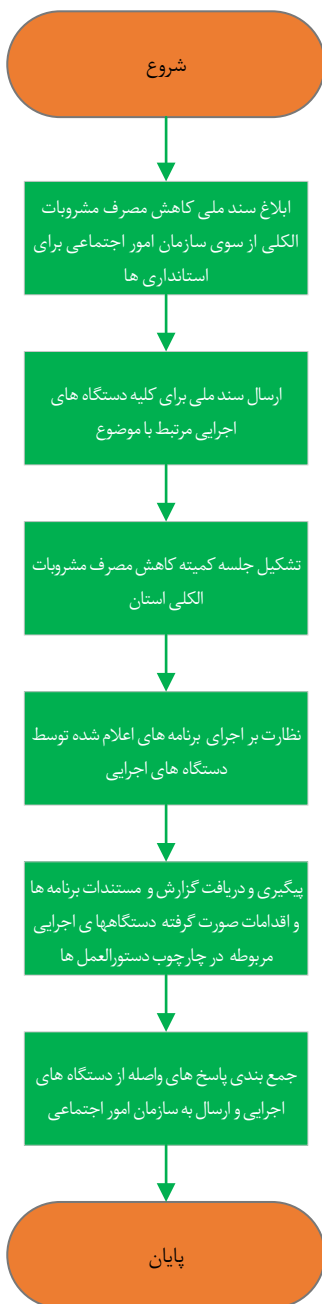 شروع
ابلاغ سند ملی کاهش مصرف مشروبات
الکلی از سوی سازمان امور اجتماعی برای
استانداری ها
ارسال سند ملی برای کلیه دستگاه های
اجرایی مرتبط با موضوع
تشکیل جلسه کمیته کاهش مصرف مشروبات
الکلی استان
نظارت بر اجرای برنامه های اعلام شده توسط
دستگاه های اجرایی
پیگیری و دریافت گزارش و مستندات برنامه ها
و اقدامات صورت گرفته دستگاهها ی اجرایی
مربوطه در چارچوب دستورالعمل ها
جمع بندی پاسخ های واصله از دستگاه های
اجرایی و ارسال به سازمان امور اجتماعی
پایان